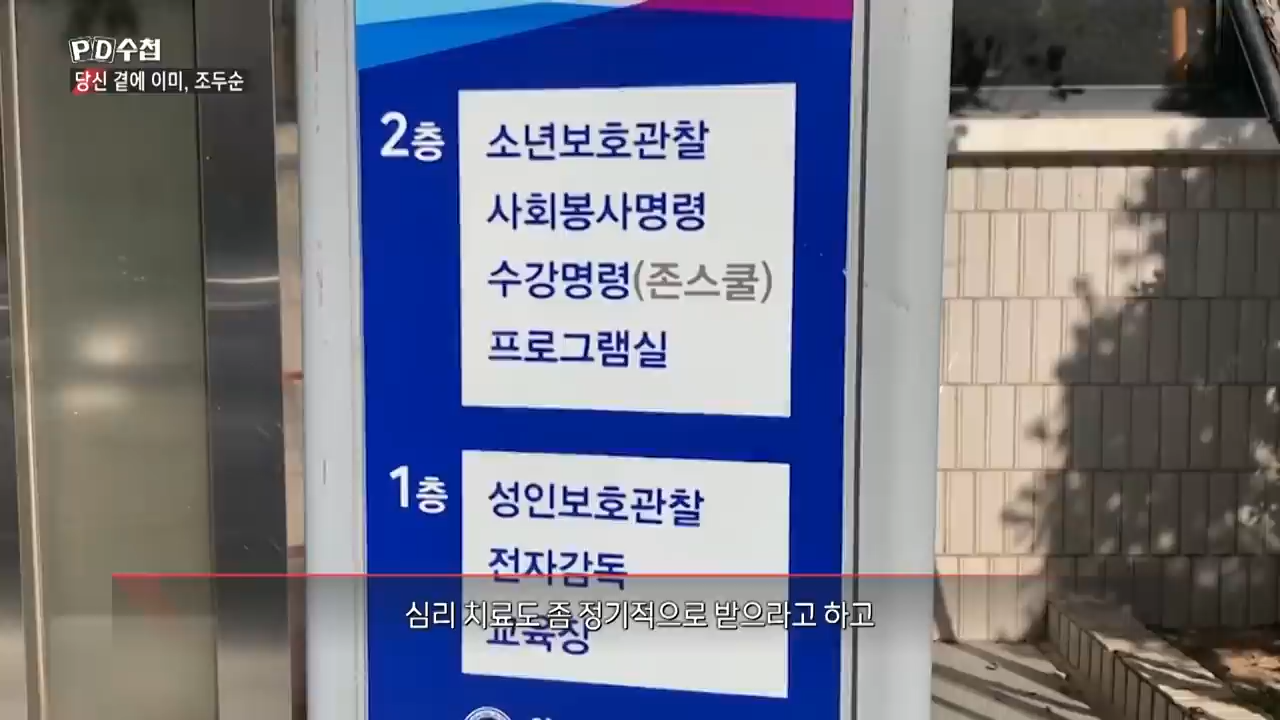 PD수첩
당신 곁에 이미, 조두순
2층
소년보호관찰
사회봉사명령
수강명령(존스쿨)
프로그램실
1층
성인보호관찰
전자감독
교육장
심리 치료도 좀 정기적으로 받으라고 하고